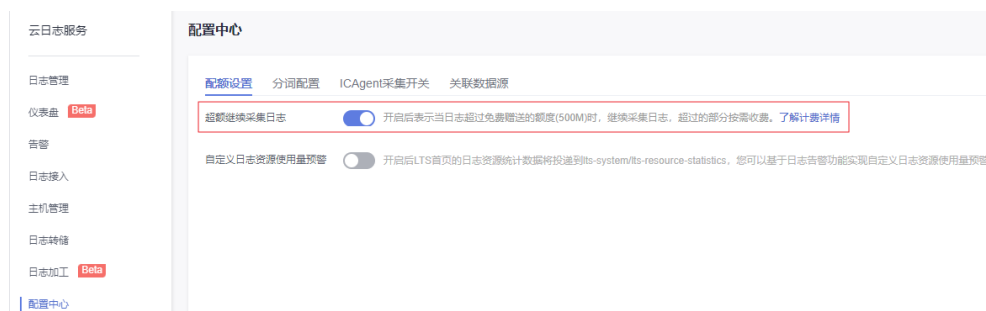 云日志服务
配置中心
日志管理
仪表盘 Beta
告警
日志接入
主机管理
日志转储
日志加工 Beta
配置中心
配额设置 分词配置 ICAgent采集开关 关联数据源
超额继续采集日志 开启后表示当日志超过免费赠送的额度(500M)时，继续采集日志，超过的部分按需收费。了解计费详情
自定义日志资源使用量预警 开启后LTS首页的日志资源统计数据将投递到lts-system/lts-resource-statistics，您可以基于日志告警功能实现自定义日志资源使用量预警